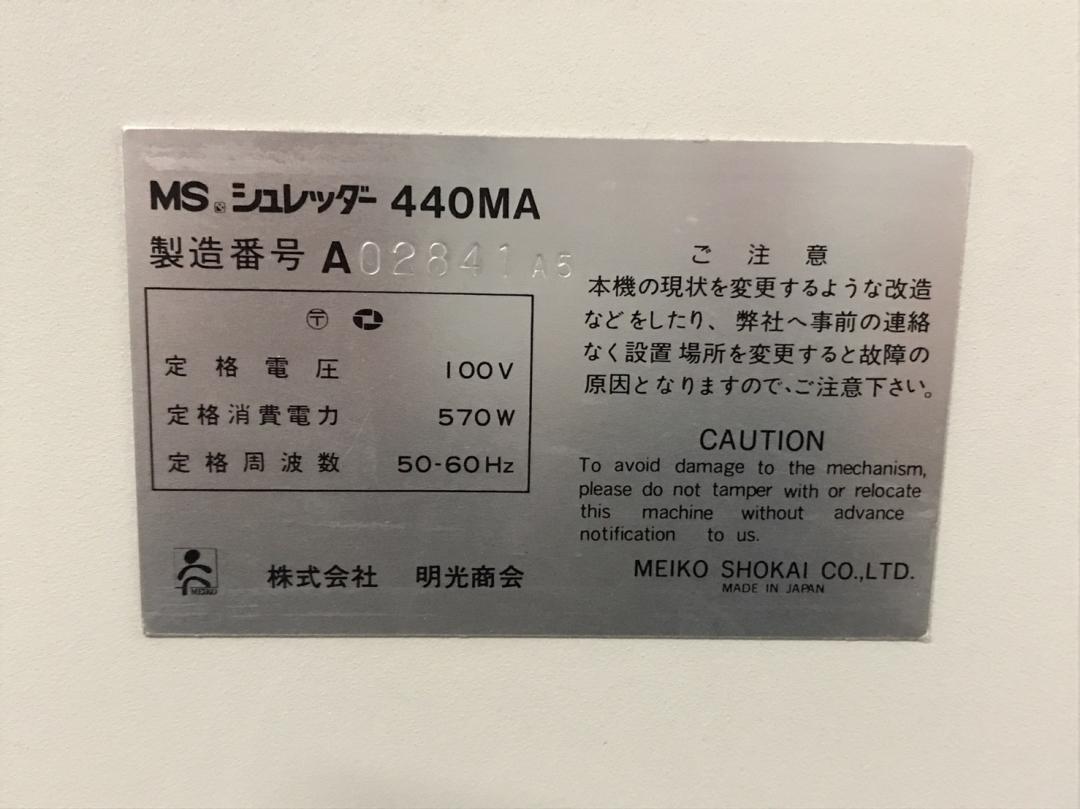 MS シュレッダー 440MA
製造番号 A02841 A5
〒
定格電圧 100V
定格消費電力 570W
定格周波数 50-60Hz
MEIKO
株式会社 明光商会
ご注意
本機の現状を変更するような改造
などをしたり、弊社へ事前の連絡
なく設置場所を変更すると故障の
原因となりますので、ご注意下さい。
CAUTION
To avoid damage to the mechanism,
please do not tamper with or relocate
this machine without advance
notification to us.
MEIKO SHOKAI CO.,LTD.
MADE IN JAPAN